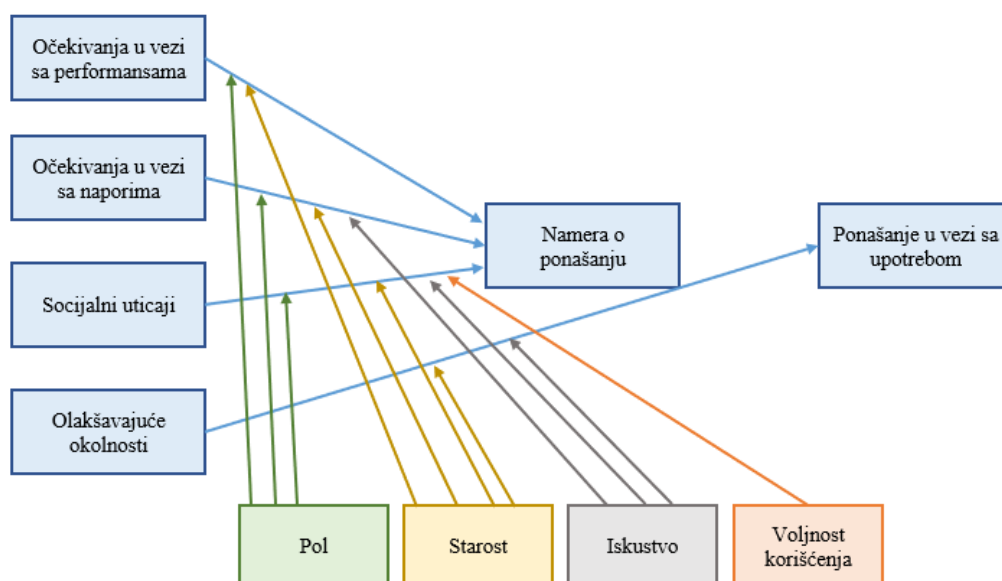 Očekivanja u vezi
sa performansama
Očekivanja u vezi
sa naporima
Namera o
ponašanju
Ponašanje u vezi sa
upotrebom
Socijalni uticaji
Olakšavajuće
okolnosti
Pol
Starost
Iskustvo
Voljnost
korišćenja